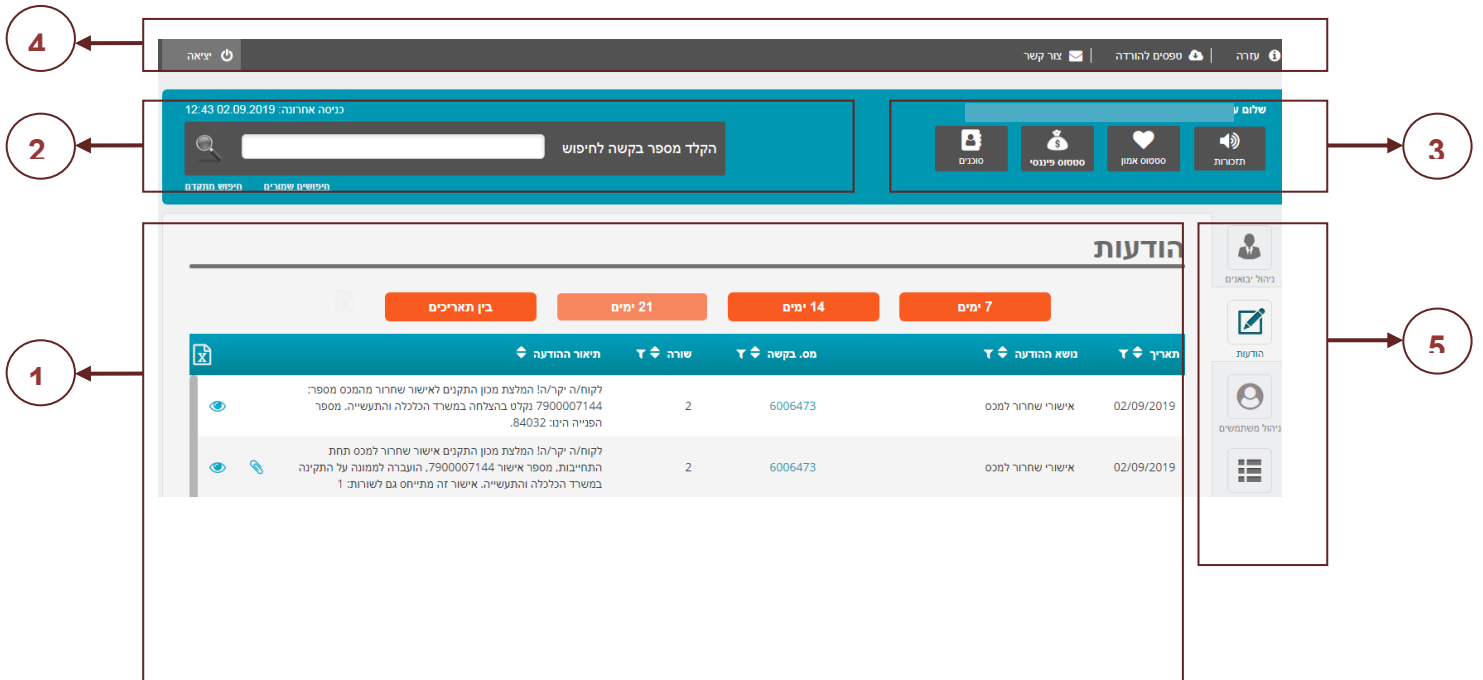 4
עזרה | טפסים להורדה | צור קשר
יציאה
שלום ע
כניסה אחרונה: 02.09.2019 12:43
תזכורות
סטטוס אמון
סטטוס פיננסי
סוכנים
הקלד מספר בקשה לחיפוש
חיפושים שמורים
חיפוש מתקדם
2
3
הודעות
7 ימים
14 ימים
21 ימים
בין תאריכים
תאריך נושא ההודעה מס. בקשה שורה תיאור ההודעה
02/09/2019 אישורי שחרור למכס 6006473 2
לקוח/ה יקר/ה! המלצת מכון התקנים לאישור שחרור מהמכס מספר:
7900007144 נקלט בהצלחה במשרד הכלכלה והתעשייה. מספר
הפנייה הינו: 84032.
02/09/2019 אישורי שחרור למכס 6006473 2
לקוח/ה יקר/ה! המלצת מכון התקנים אישור שחרור למכס תחת
התחייבות, מספר אישור 7900007144, הועברה לממונה על התקינה
במשרד הכלכלה והתעשייה. אישור זה מתייחס גם לשורות: 1
ניהול יבואנים
הודעות
ניהול משתמשים
1
5